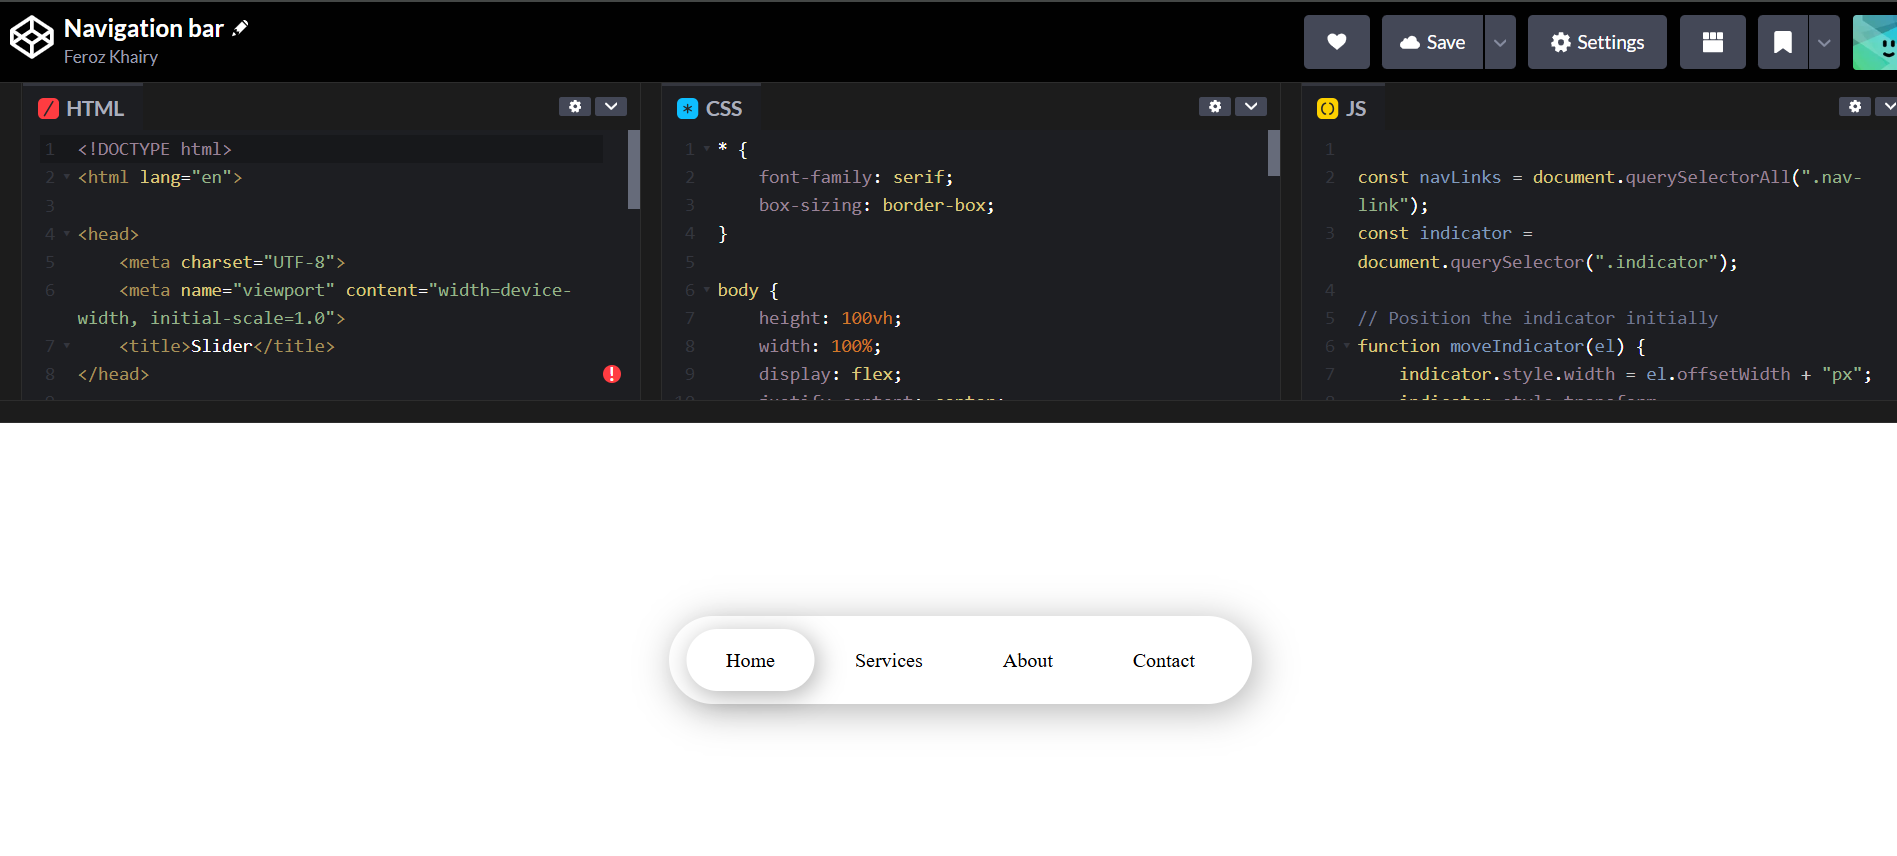 Navigation bar
Feroz Khairy
Save
Settings
HTML
1 <!DOCTYPE html>
2 <html lang="en">
3
4 <head>
5 <meta charset="UTF-8">
6 <meta name="viewport" content="width=device-
width, initial-scale=1.0">
7 <title>Slider</title>
8 </head>
CSS
1 * {
2 font-family: serif;
3 box-sizing: border-box;
4 }
5
6 body {
7 height: 100vh;
8 width: 100%;
9 display: flex;
JS
1
2 const navLinks = document.querySelectorAll(".nav-
link");
3 const indicator =
document.querySelector(".indicator");
4
5 // Position the indicator initially
6 function moveIndicator(el) {
7 indicator.style.width = el.offsetWidth + "px";
Home
Services
About
Contact